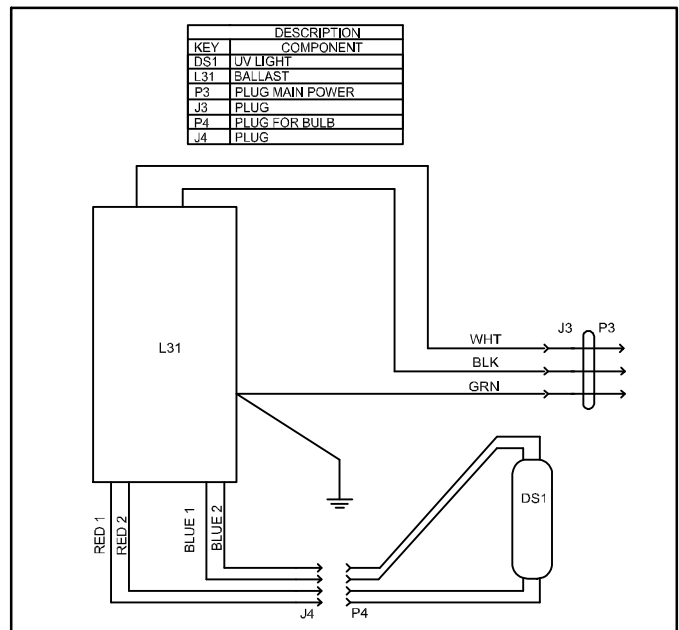 DESCRIPTION
KEY COMPONENT
DS1 UV LIGHT
L31 BALLAST
P3 PLUG MAIN POWER
J3 PLUG
P4 PLUG FOR BULB
J4 PLUG
J3 P3
WHT
L31
BLK
GRN
DS1
RED 1
RED 2
BLUE 1
BLUE 2
J4 P4